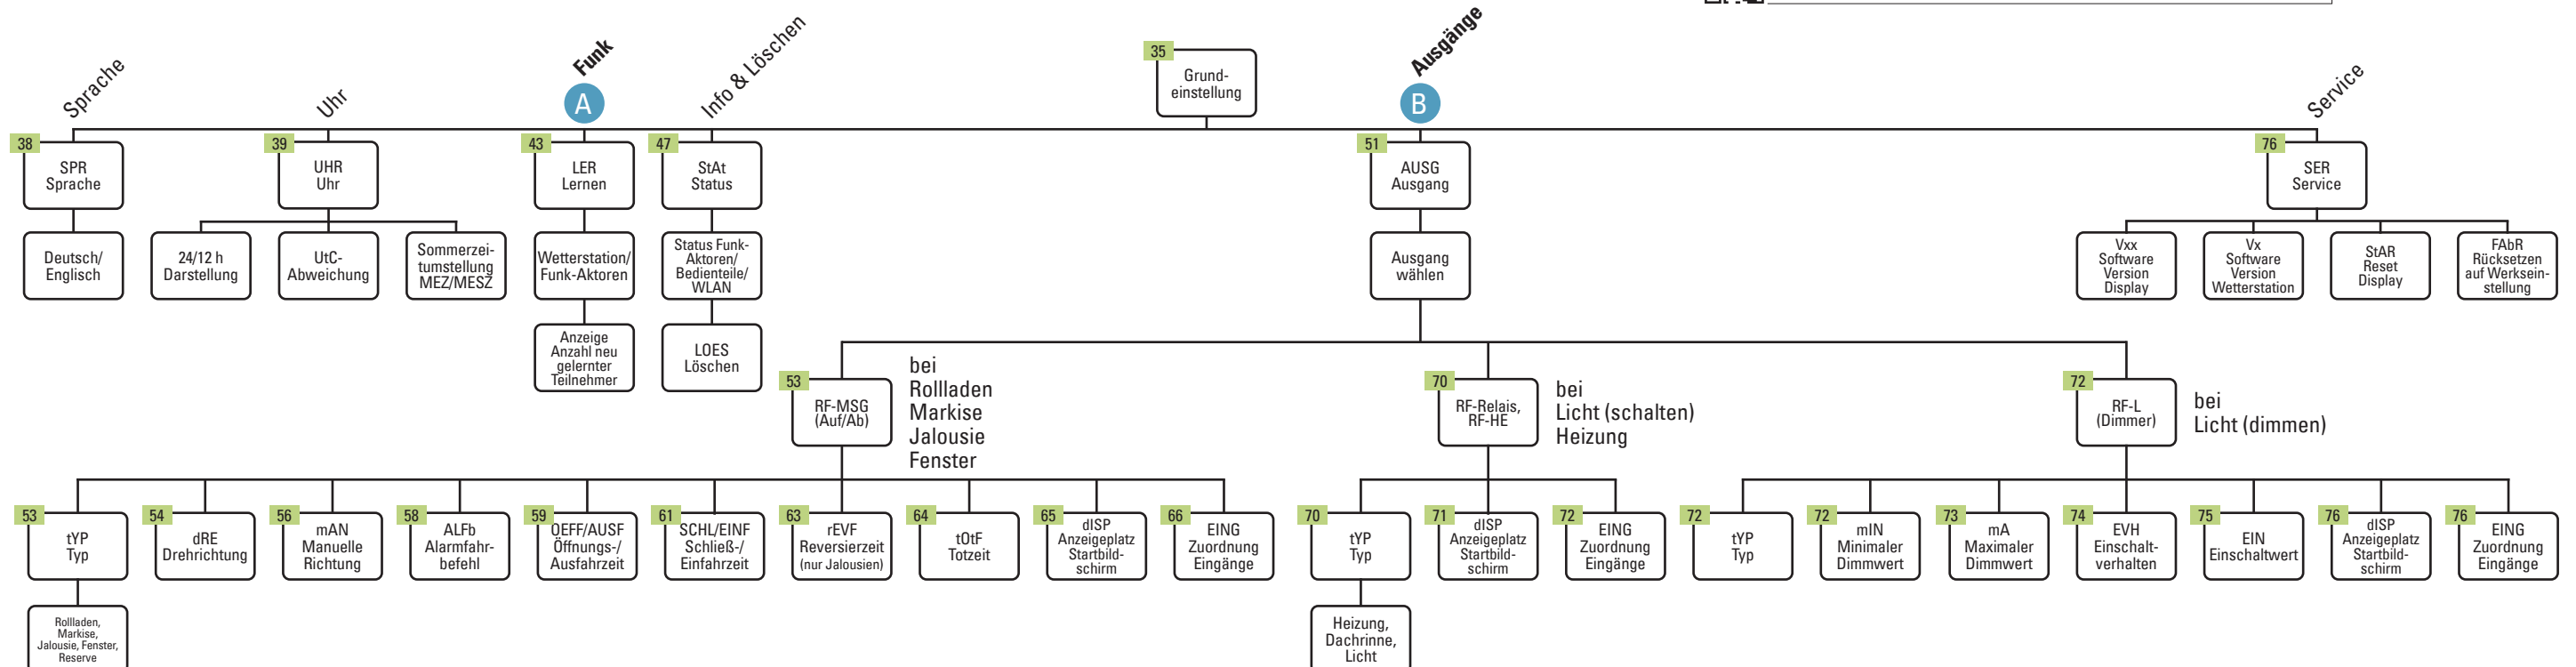 Sprache
Uhr
Funk
A
Info & Löschen
35
Grund-
einstellung
Ausgänge
B
Service
38
SPR
Sprache
39
UHR
Uhr
43
LER
Lernen
47
StAt
Status
51
AUSG
Ausgang
76
SER
Service
Deutsch/
Englisch
24/12 h
Darstellung
UtC-
Abweichung
Sommerzei-
tumstellung
MEZ/MESZ
Wetterstation/
Funk-Aktoren
Status Funk-
Aktoren/
Bedienteile/
WLAN
Ausgang
wählen
Vxx
Software
Version
Display
Vx
Software
Version
Wetterstation
StAR
Reset
Display
FAbR
Rücksetzen
auf Werksein-
stellung
Anzeige
Anzahl neu
gelernter
Teilnehmer
LOES
Löschen
53
RF-MSG
(Auf/Ab)
bei
Rollladen
Markise
Jalousie
Fenster
70
RF-Relais,
RF-HE
bei
Licht (schalten)
Heizung
72
RF-L
(Dimmer)
bei
Licht (dimmen)
53
tYP
Typ
54
dRE
Drehrichtung
56
mAN
Manuelle
Richtung
58
ALFb
Alarmfahr-
befehl
59
OEFF/AUSF
Öffnungs-/
Ausfahrzeit
61
SCHL/EINF
Schließ-/
Einfahrzeit
63
rEVF
Reversierzeit
(nur Jalousien)
64
tOtF
Totzeit
65
dISP
Anzeigeplatz
Startbild-
schirm
66
EING
Zuordnung
Eingänge
70
tYP
Typ
71
dISP
Anzeigeplatz
Startbild-
schirm
72
EING
Zuordnung
Eingänge
72
tYP
Typ
72
mIN
Minimaler
Dimmwert
73
mA
Maximaler
Dimmwert
74
EVH
Einschalt-
verhalten
75
EIN
Einschaltwert
76
dISP
Anzeigeplatz
Startbild-
schirm
76
EING
Zuordnung
Eingänge
Rollladen,
Markise,
Jalousie, Fenster,
Reserve
Heizung,
Dachrinne,
Licht